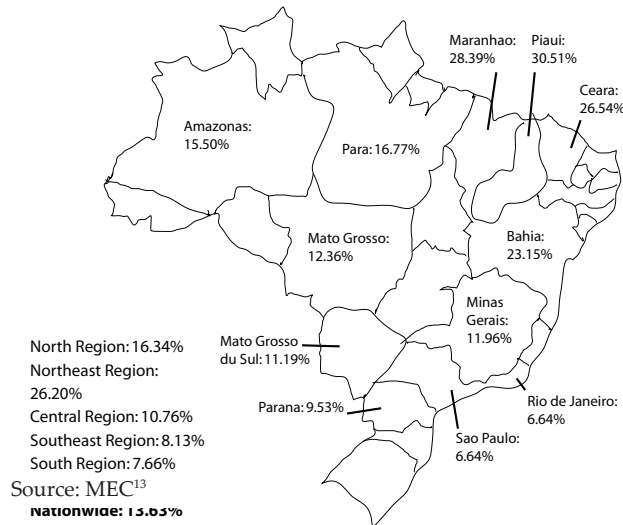 Maranhao:
28.39%
Piaui:
30.51%
Ceara:
26.54%
Amazonas:
15.50%
Para: 16.77%
Mato Grosso:
12.36%
Bahia:
23.15%
Minas
Gerais:
11.96%
Mato Grosso
du Sul: 11.19%
Parana: 9.53%
Rio de Janeiro:
6.64%
Sao Paulo:
6.64%
North Region: 16.34%
Northeast Region:
26.20%
Central Region: 10.76%
Southeast Region: 8.13%
South Region: 7.66%
Source: MEC13
Nationwide: 13.63%